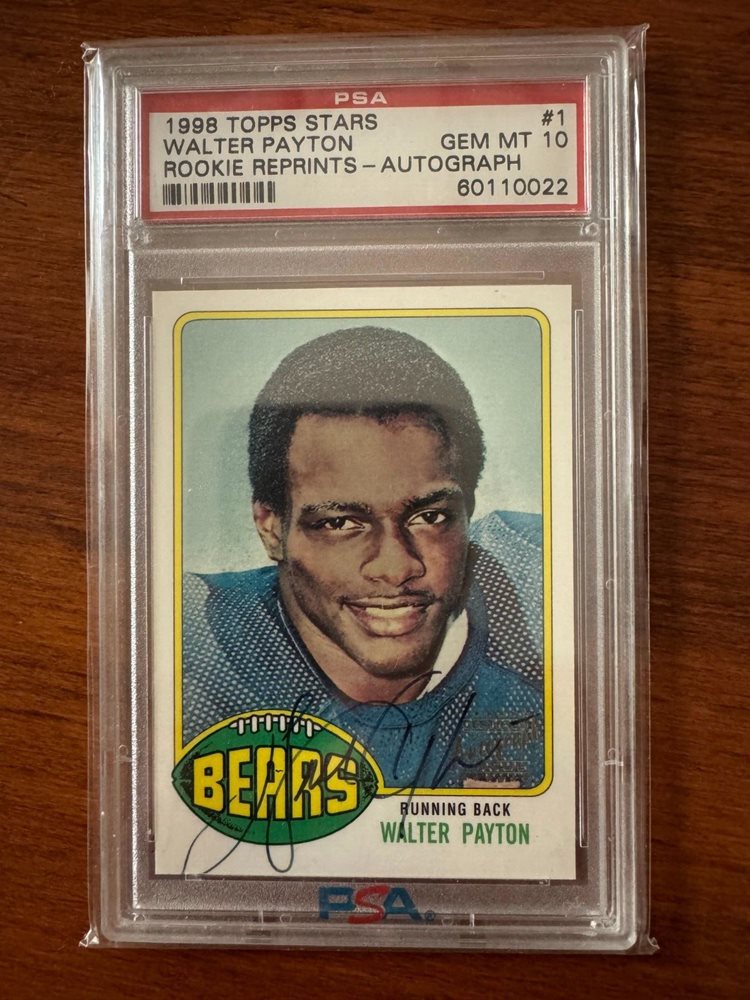 PSA
1998 TOPPS STARS #1
WALTER PAYTON GEM MT 10
ROOKIE REPRINTS - AUTOGRAPH
60110022
BEARS
RUNNING BACK
WALTER PAYTON
PSA